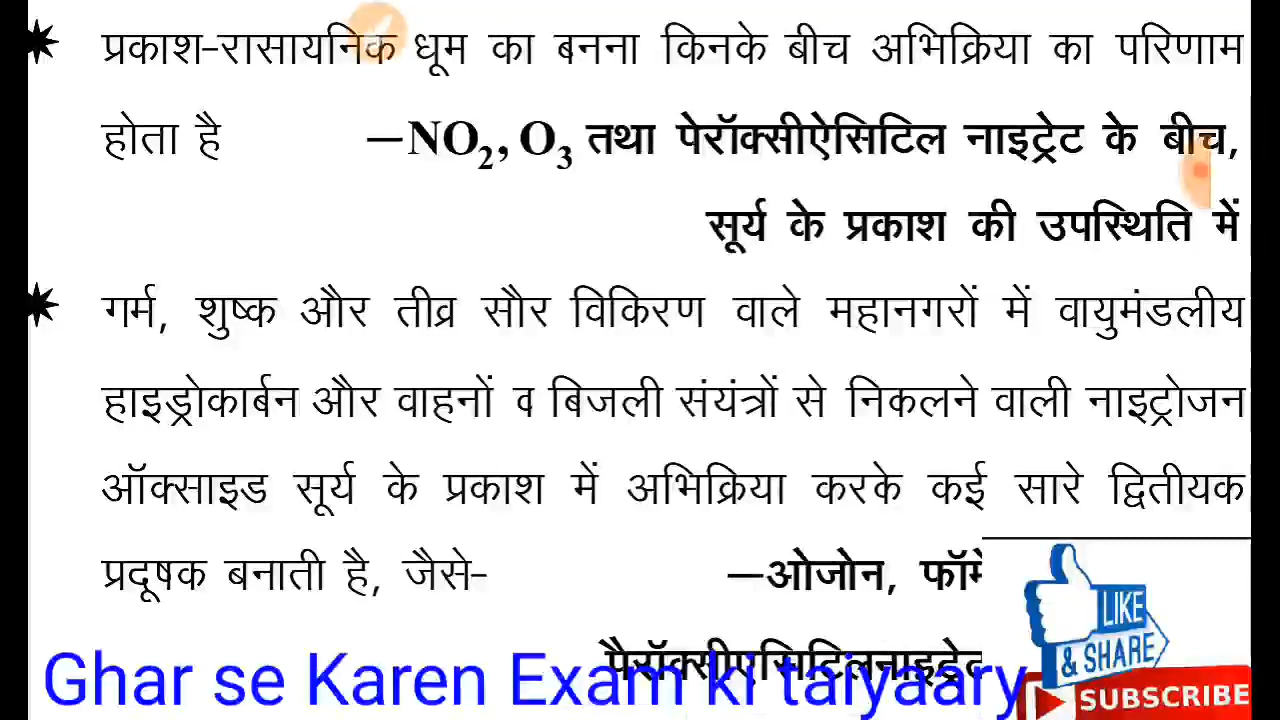 प्रकाश-रासायनिक धूम का बनना किनके बीच अभिक्रिया का परिणाम
होता है —NO₂, O₃ तथा पेरॉक्सीऐसिटिल नाइट्रेट के बीच,
सूर्य के प्रकाश की उपस्थिति में
गर्म, शुष्क और तीव्र सौर विकिरण वाले महानगरों में वायुमंडलीय
हाइड्रोकार्बन और वाहनों व बिजली संयंत्रों से निकलने वाली नाइट्रोजन
ऑक्साइड सूर्य के प्रकाश में अभिक्रिया करके कई सारे द्वितीयक
प्रदूषक बनाती है, जैसे- —ओजोन,
Ghar se Karen Exam ki taiyaary
LIKE
& SHARE
SUBSCRIBE